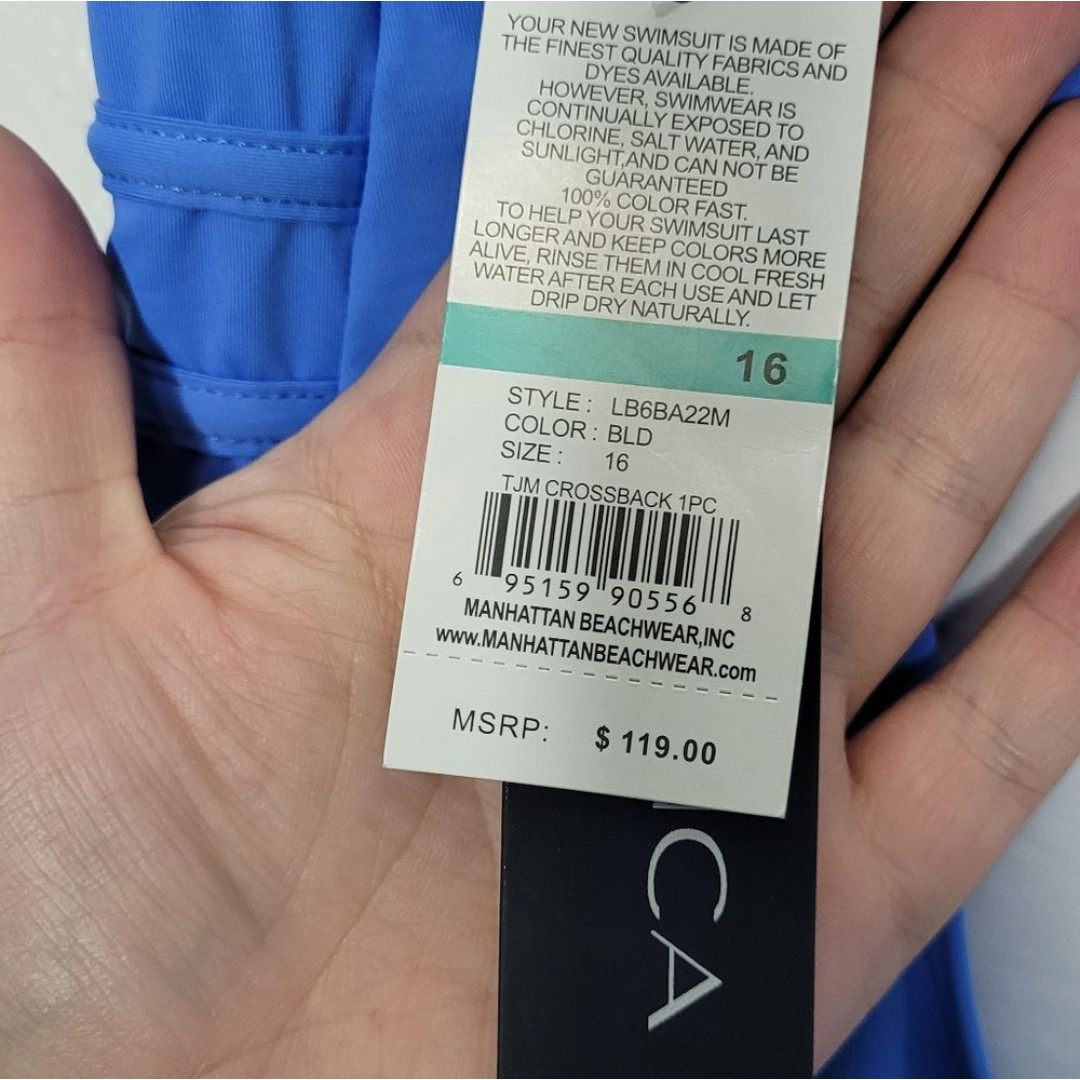 YOUR NEW SWIMSUIT IS MADE OF
THE FINEST QUALITY FABRICS AND
DYES AVAILABLE.
HOWEVER, SWIMWEAR IS
CONTINUALLY EXPOSED TO
CHLORINE, SALT WATER, AND
SUNLIGHT,AND CAN NOT BE
GUARANTEED
100% COLOR FAST.
TO HELP YOUR SWIMSUIT LAST
LONGER AND KEEP COLORS MORE
ALIVE, RINSE THEM IN COOL FRESH
WATER AFTER EACH USE AND LET
DRIP DRY NATURALLY.
16
STYLE: LB6BA22M
COLOR: BLD
SIZE: 16
TJM CROSSBACK 1PC
6 95159 90556 8
MANHATTAN BEACHWEAR,INC
www.MANHATTANBEACHWEAR.com
MSRP: $ 119.00
CA